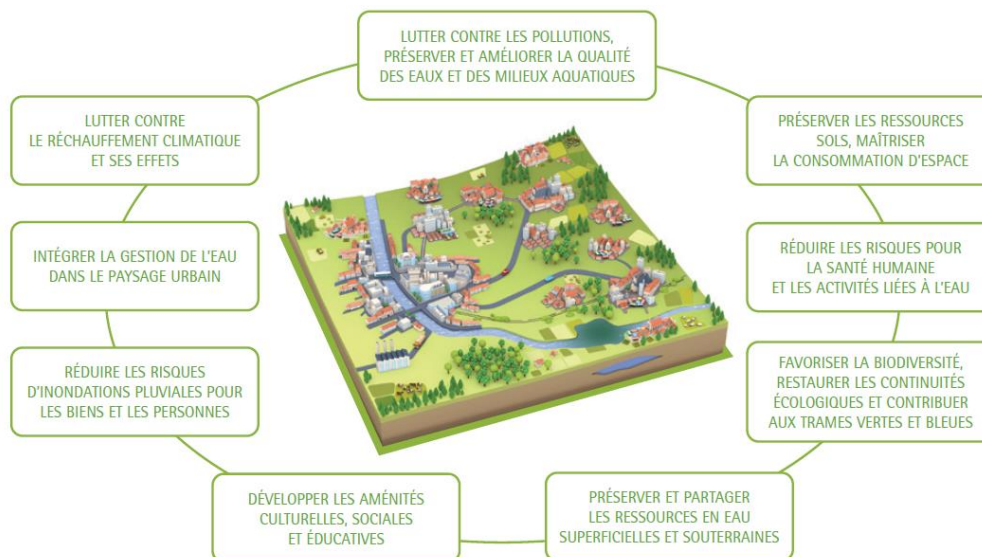 LUTTER CONTRE LES POLLUTIONS,
PRÉSERVER ET AMÉLIORER LA QUALITÉ
DES EAUX ET DES MILIEUX AQUATIQUES
LUTTER CONTRE
LE RÉCHAUFFEMENT CLIMATIQUE
ET SES EFFETS
PRÉSERVER LES RESSOURCES
SOLS, MAÎTRISER
LA CONSOMMATION D'ESPACE
INTÉGRER LA GESTION DE L'EAU
DANS LE PAYSAGE URBAIN
RÉDUIRE LES RISQUES POUR
LA SANTÉ HUMAINE
ET LES ACTIVITÉS LIÉES À L'EAU
RÉDUIRE LES RISQUES
D'INONDATIONS PLUVIALES POUR
LES BIENS ET LES PERSONNES
FAVORISER LA BIODIVERSITÉ,
RESTAURER LES CONTINUITÉS
ÉCOLOGIQUES ET CONTRIBUER
AUX TRAMES VERTES ET BLEUES
DÉVELOPPER LES AMÉNITÉS
CULTURELLES, SOCIALES
ET ÉDUCATIVES
PRÉSERVER ET PARTAGER
LES RESSOURCES EN EAU
SUPERFICIELLES ET SOUTERRAINES